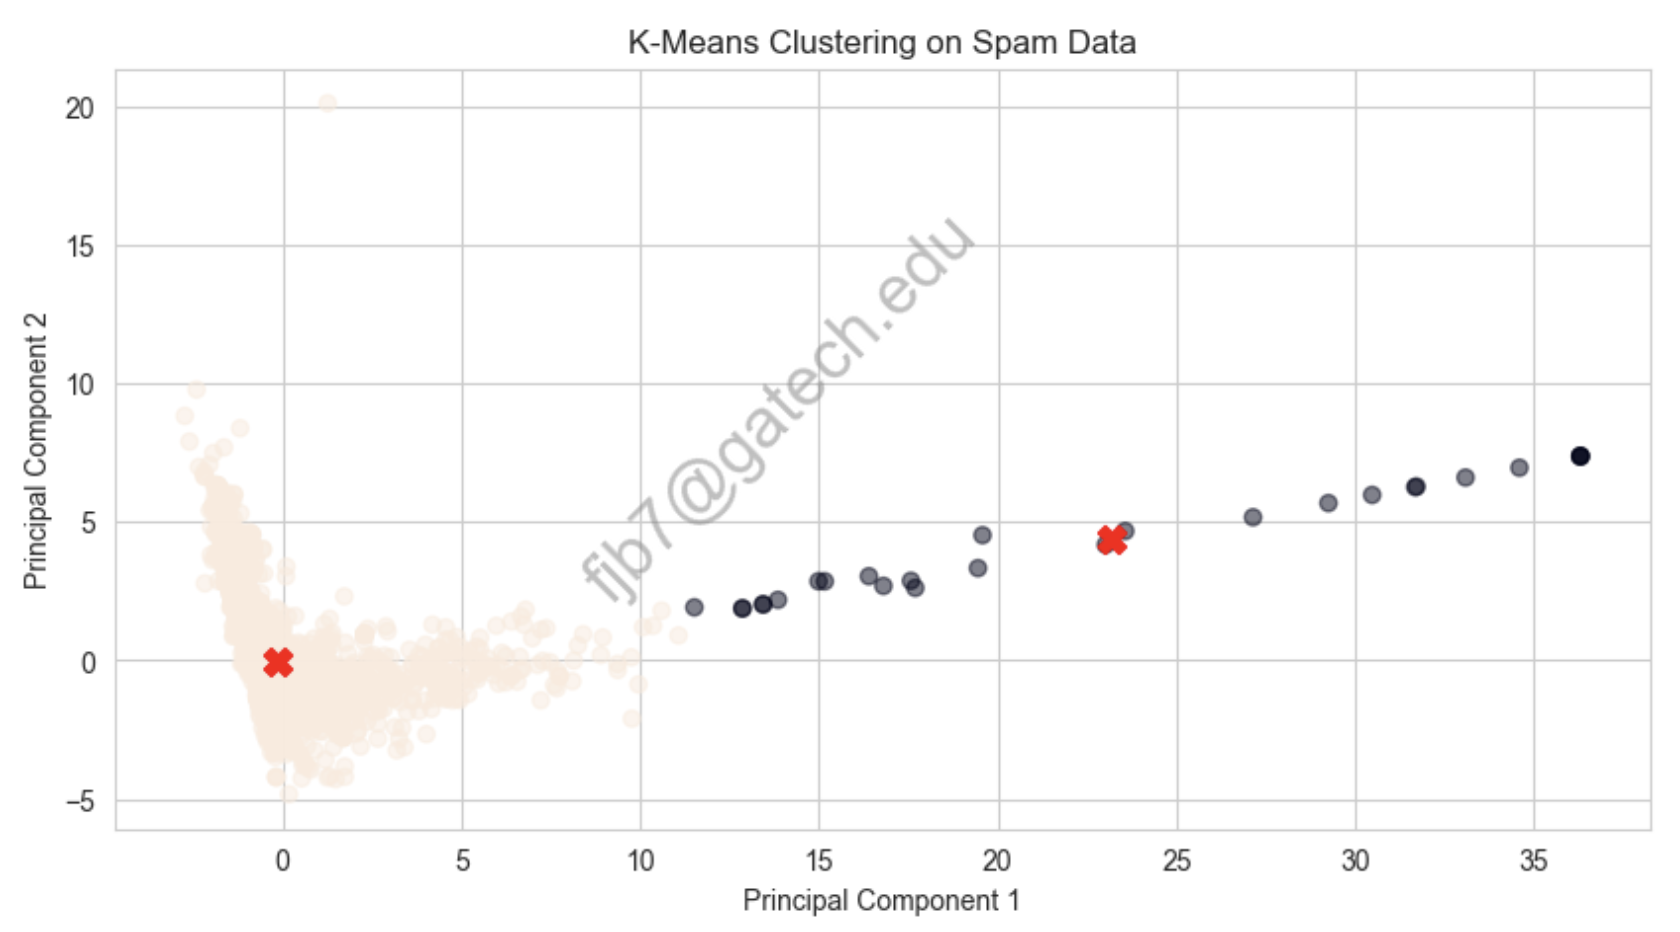 K-Means Clustering on Spam Data
Principal Component 2
20
15
10
5
0
−5
fjb7@gatech.edu
0 5 10 15 20 25 30 35
Principal Component 1